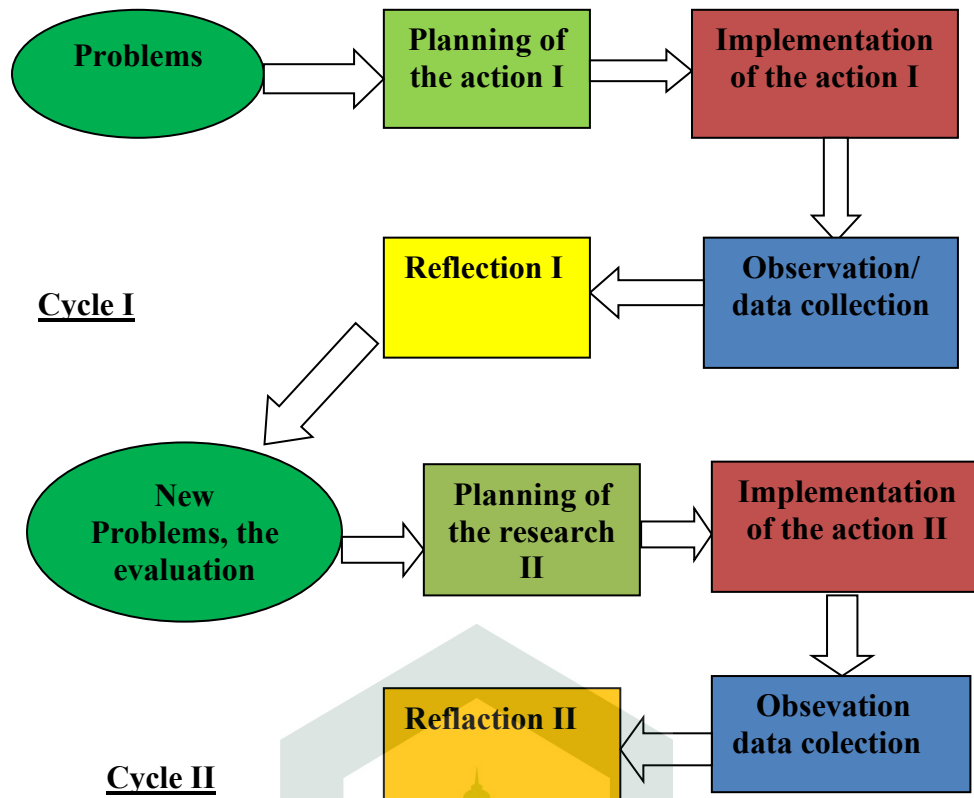 Problems
Planning of
the action I
Implementation
of the action I
Observation/
data collection
Reflection I
Cycle I
New
Problems, the
evaluation
Planning of
the research
II
Implementation
of the action II
Obsevation
data colection
Reflaction II
Cycle II